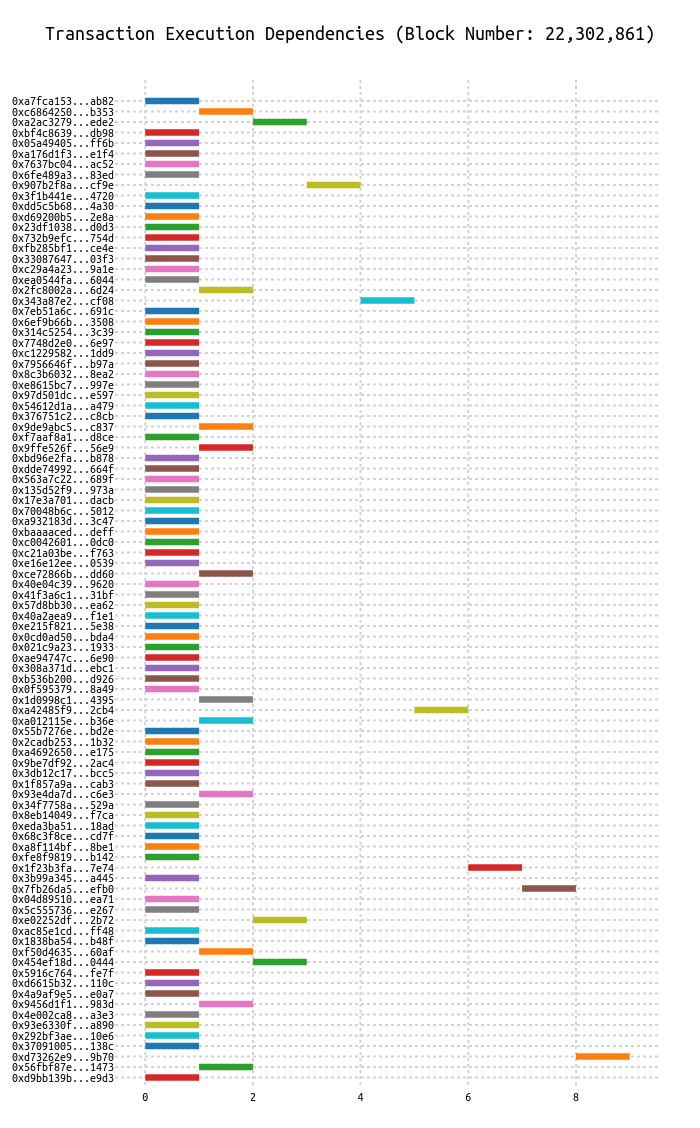 Transaction Execution Dependencies (Block Number: 22,302,861)
0xa7fca153...ab82
0xc6864250...b353
0xa2ac3279...ede2
0xbf4c8639...db98
0x05a49405...ff6b
0xa176d1f3...e1f4
0x7637bc04...ac52
0x6fe489a3...83ed
0x907b2f8a...cf9e
0x3f1b441e...4720
0xdd5c5b68...4a30
0xd69200b5...2e8a
0x23df1038...d0d3
0x732b9efc...754d
0xfb285bf1...ce4e
0x33087647...03f3
0xc29a4a23...9a1e
0xea0544fa...6044
0x2fc8002a...6d24
0x343a87e2...cf08
0x7eb51a6c...691c
0x6ef9b66b...3508
0x314c5254...3c39
0x7748d2e0...6e97
0xc1229582...1dd9
0x7956646f...b97a
0x8c3b6032...8ea2
0xe8615bc7...997e
0x97d501dc...e597
0x54612d1a...a479
0x376751c2...c8cb
0x9de9abc5...c837
0xf7aaf8a1...d8ce
0x9ffe526f...56e9
0xbd96e2fa...b878
0xdde74992...664f
0x563a7c22...689f
0x135d52f9...973a
0x17e3a701...dacb
0x70048b6c...5012
0xa932183d...3c47
0xbaaaaced...deff
0xc0042601...0dc0
0xc21a03be...f763
0xe16e12ee...0539
0xce72866b...dd60
0x40e04c39...9620
0x41f3a6c1...31bf
0x57d8bb30...ea62
0x40a2aea9...f1e1
0xe215f821...5e38
0x0cd0ad50...bda4
0x021c9a23...1933
0xae94747c...6e90
0x308a371d...ebc1
0xb536b200...d926
0x0f595379...8a49
0x1d0998c1...4395
0xa42485f9...2cb4
0xa012115e...b36e
0x55b7276e...bd2e
0x2cadb253...1b32
0xa4692650...e175
0x9be7df92...2ac4
0x3db12c17...bcc5
0x1f857a9a...cab3
0x93e4da7d...c6e3
0x34f7758a...529a
0x8eb14049...f7ca
0xeda3ba51...18ad
0x68c3f8ce...cd7f
0xa8f114bf...8be1
0xfe8f9819...b142
0x1f23b3fa...7e74
0x3b99a345...a445
0x7fb26da5...efb0
0x04d89510...ea71
0x5c555736...e267
0xe02252df...2b72
0xac85e1cd...ff48
0x1838ba54...b48f
0xf50d4635...60af
0x454ef18d...0444
0x5916c764...fe7f
0xd6615b32...110c
0x4a9af9e5...e0a7
0x9456d1f1...983d
0x4e002ca8...a3e3
0x93e6330f...a890
0x292bf3ae...10e6
0x37091005...138c
0xd73262e9...9b70
0x56fbf87e...1473
0xd9bb139b...e9d3
0 2 4 6 8